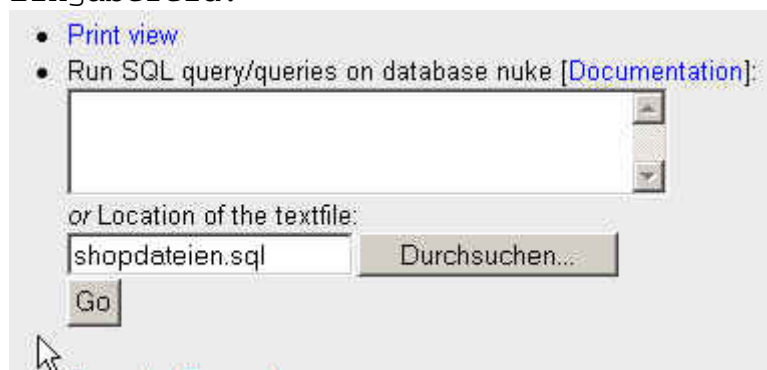 Print view
Run SQL query/queries on database nuke [Documentation]:
or Location of the textfile:
shopdateien.sql Durchsuchen...
Go